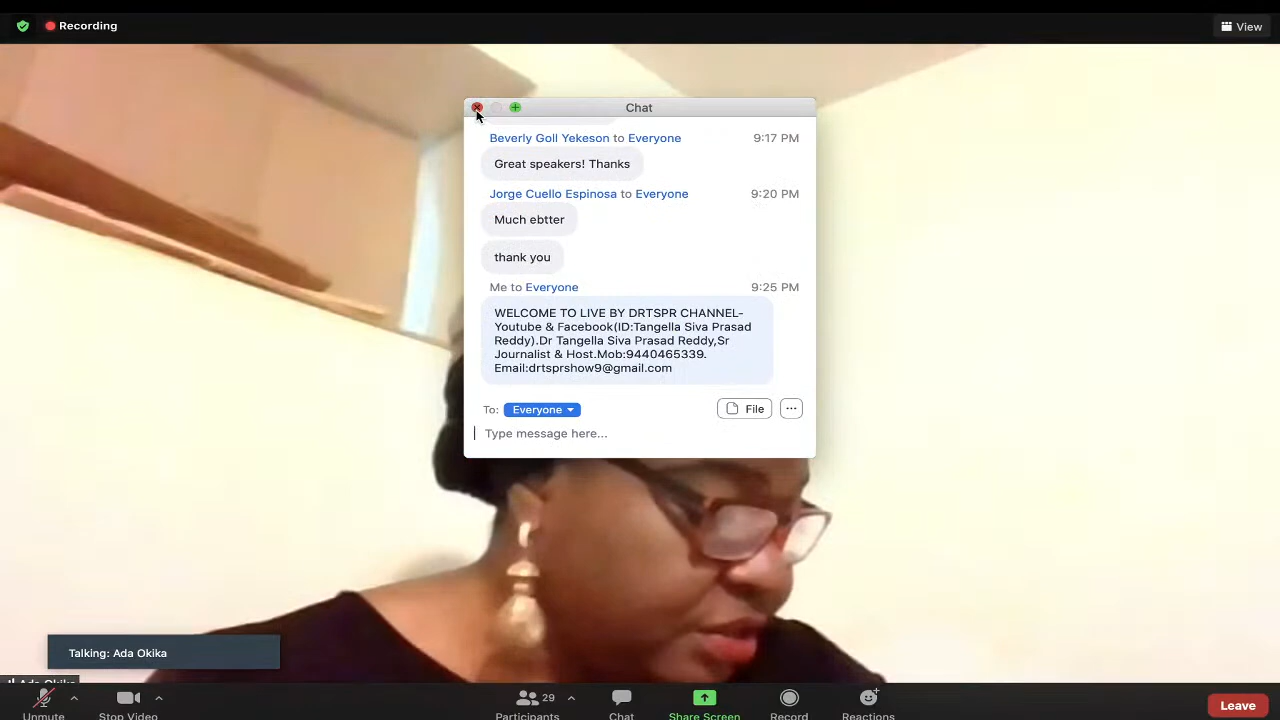 Recording
View
Chat
Beverly Goll Yekeson to Everyone 9:17 PM
Great speakers! Thanks
Jorge Cuello Espinosa to Everyone 9:20 PM
Much ebtter
thank you
Me to Everyone 9:25 PM
WELCOME TO LIVE BY DRTSPR CHANNEL-
Youtube & Facebook(ID:Tangella Siva Prasad
Reddy).Dr Tangella Siva Prasad Reddy,Sr
Journalist & Host.Mob:9440465339.
Email:drtsprshow9@gmail.com
To: Everyone File
Type message here...
Talking: Ada Okika
Ada Okika
Unmute Stop Video Participants 29 Chat Share Screen Record Reactions Leave